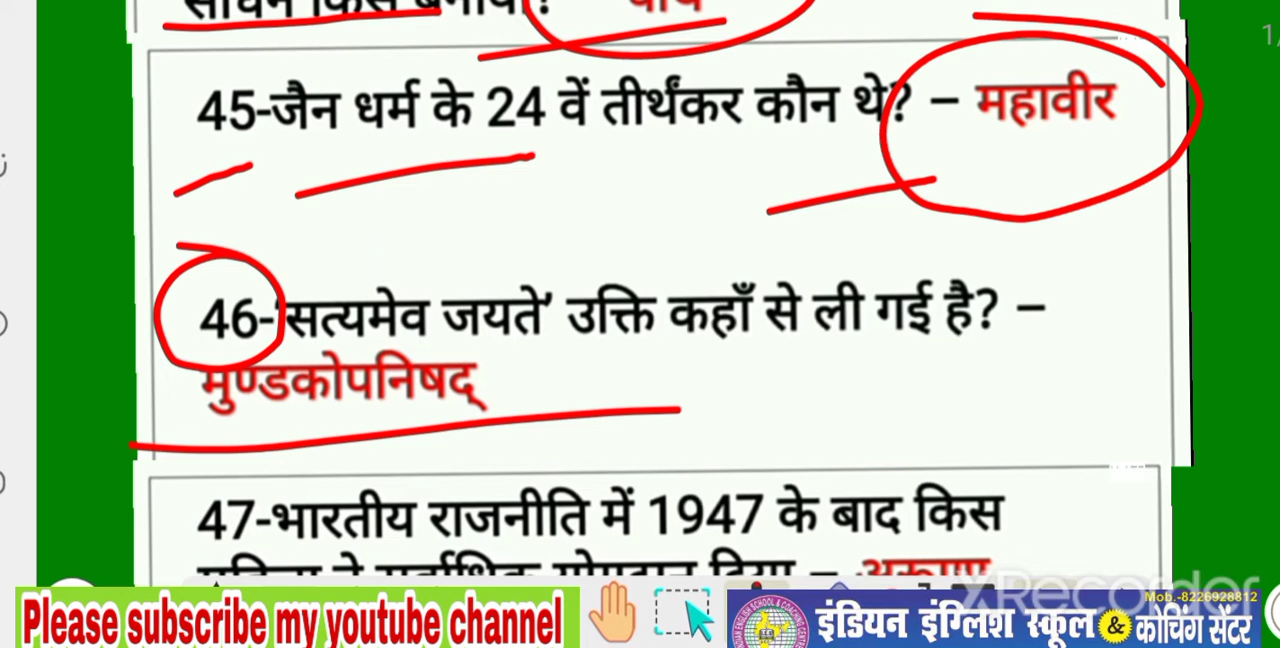 45-जैन धर्म के 24 वें तीर्थंकर कौन थे? – महावीर
46-'सत्यमेव जयते' उक्ति कहाँ से ली गई है? –
मुण्डकोपनिषद्
47-भारतीय राजनीति में 1947 के बाद किस
Please subscribe my youtube channel
XRecorder
Mob.-8226928812
इंडियन इंग्लिश स्कूल & कोचिंग सेंटर